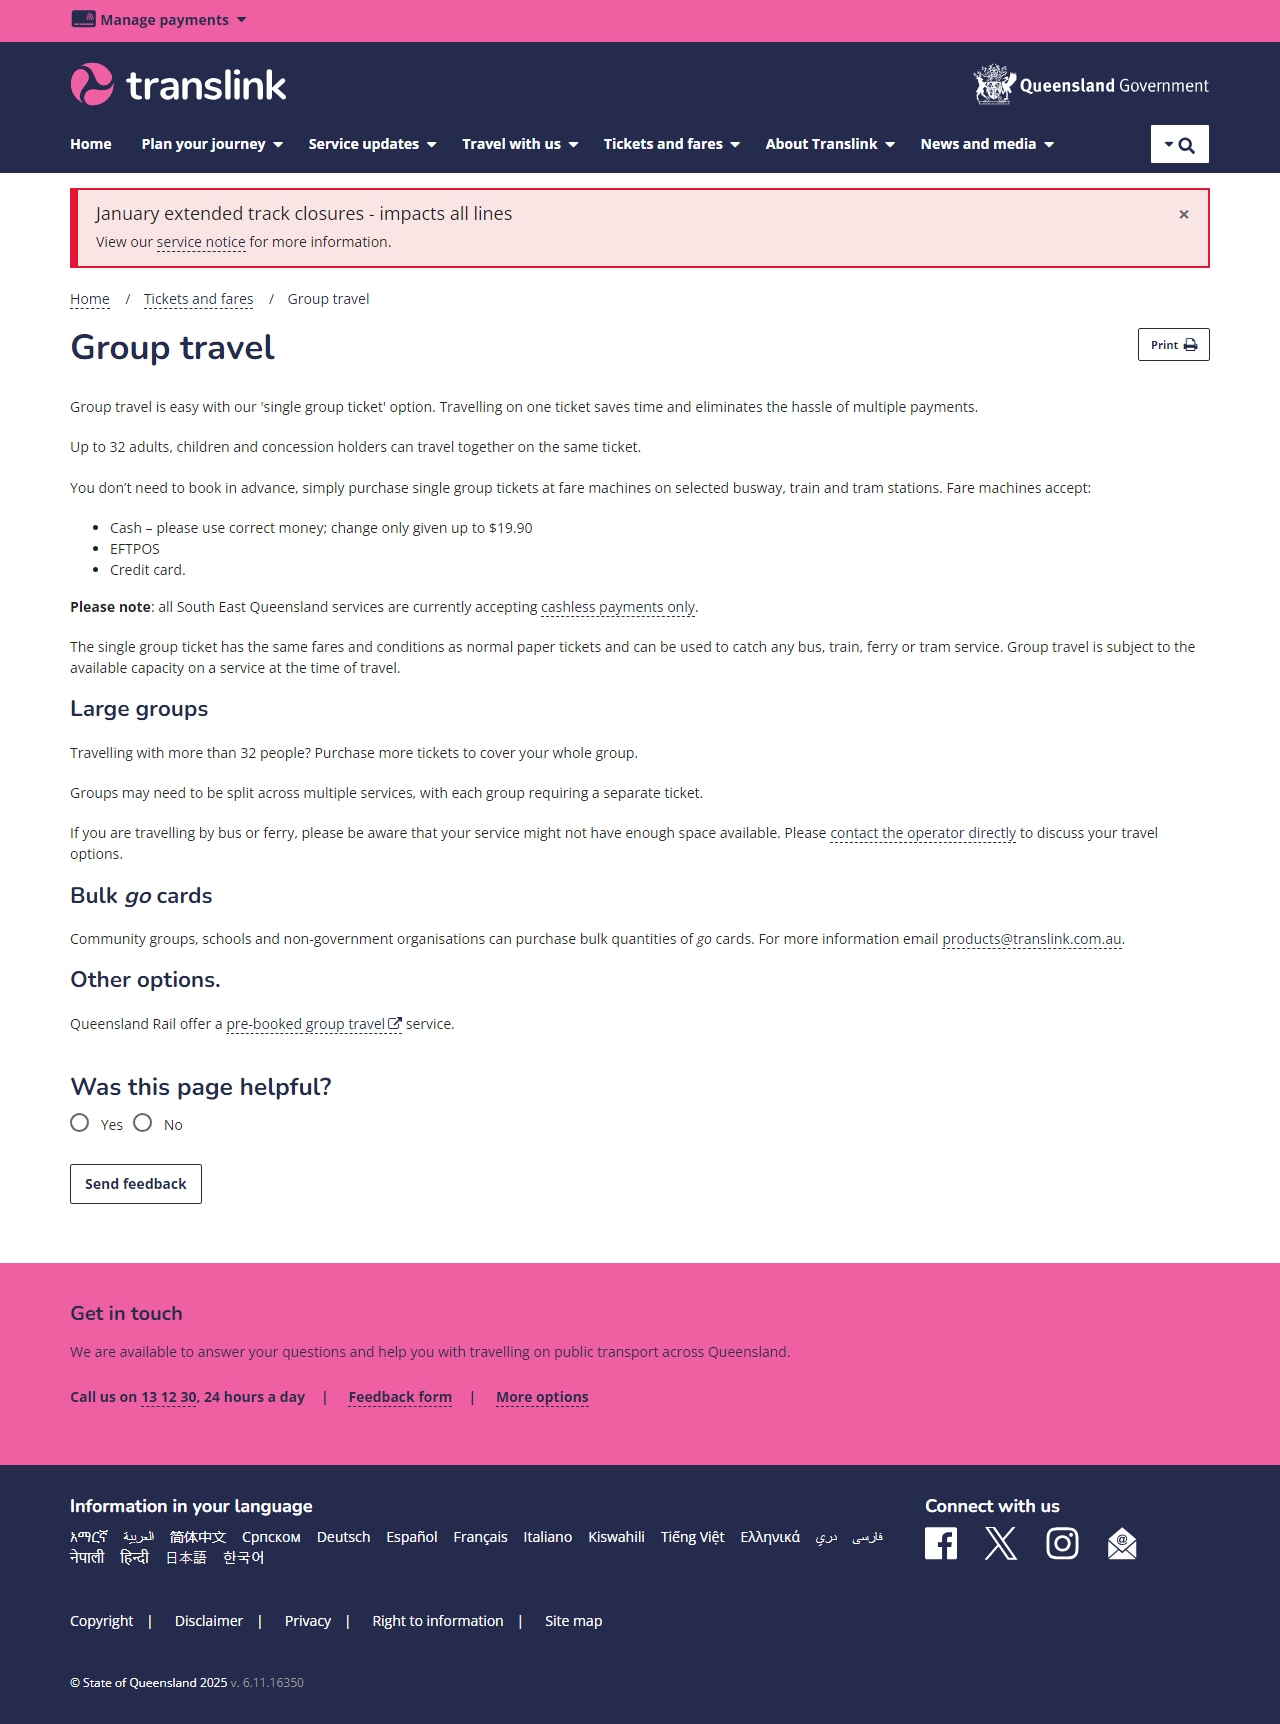 Manage payments
translink
Queensland Government
Home Plan your journey Service updates Travel with us Tickets and fares About Translink News and media
January extended track closures - impacts all lines ×
View our service notice for more information.
Home / Tickets and fares / Group travel
Group travel
Print
Group travel is easy with our 'single group ticket' option. Travelling on one ticket saves time and eliminates the hassle of multiple payments.
Up to 32 adults, children and concession holders can travel together on the same ticket.
You don’t need to book in advance, simply purchase single group tickets at fare machines on selected busway, train and tram stations. Fare machines accept:
• Cash – please use correct money; change only given up to $19.90
• EFTPOS
• Credit card.
Please note: all South East Queensland services are currently accepting cashless payments only.
The single group ticket has the same fares and conditions as normal paper tickets and can be used to catch any bus, train, ferry or tram service. Group travel is subject to the
available capacity on a service at the time of travel.
Large groups
Travelling with more than 32 people? Purchase more tickets to cover your whole group.
Groups may need to be split across multiple services, with each group requiring a separate ticket.
If you are travelling by bus or ferry, please be aware that your service might not have enough space available. Please contact the operator directly to discuss your travel
options.
Bulk go cards
Community groups, schools and non-government organisations can purchase bulk quantities of go cards. For more information email products@translink.com.au.
Other options.
Queensland Rail offer a pre-booked group travel service.
Was this page helpful?
Yes No
Send feedback
Get in touch
We are available to answer your questions and help you with travelling on public transport across Queensland.
Call us on 13 12 30, 24 hours a day | Feedback form | More options
Information in your language
አማርኛ العربية 简体中文 Српском Deutsch Español Français Italiano Kiswahili Tiếng Việt Ελληνικά دري فارسی
नेपाली हिन्दी 日本語 한국어
Connect with us
Copyright | Disclaimer | Privacy | Right to information | Site map
© State of Queensland 2025 v. 6.11.16350